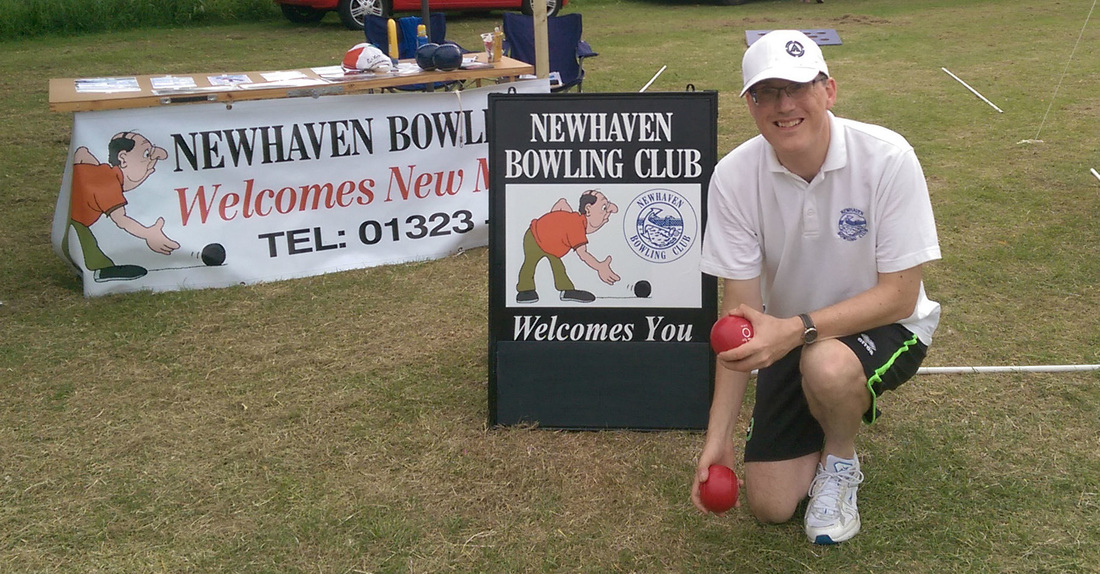 NEWHAVEN BOWL
Welcomes New
TEL: 01323
NEWHAVEN
BOWLING CLUB
NEWHAVEN
BOWLING CLUB
Welcomes You